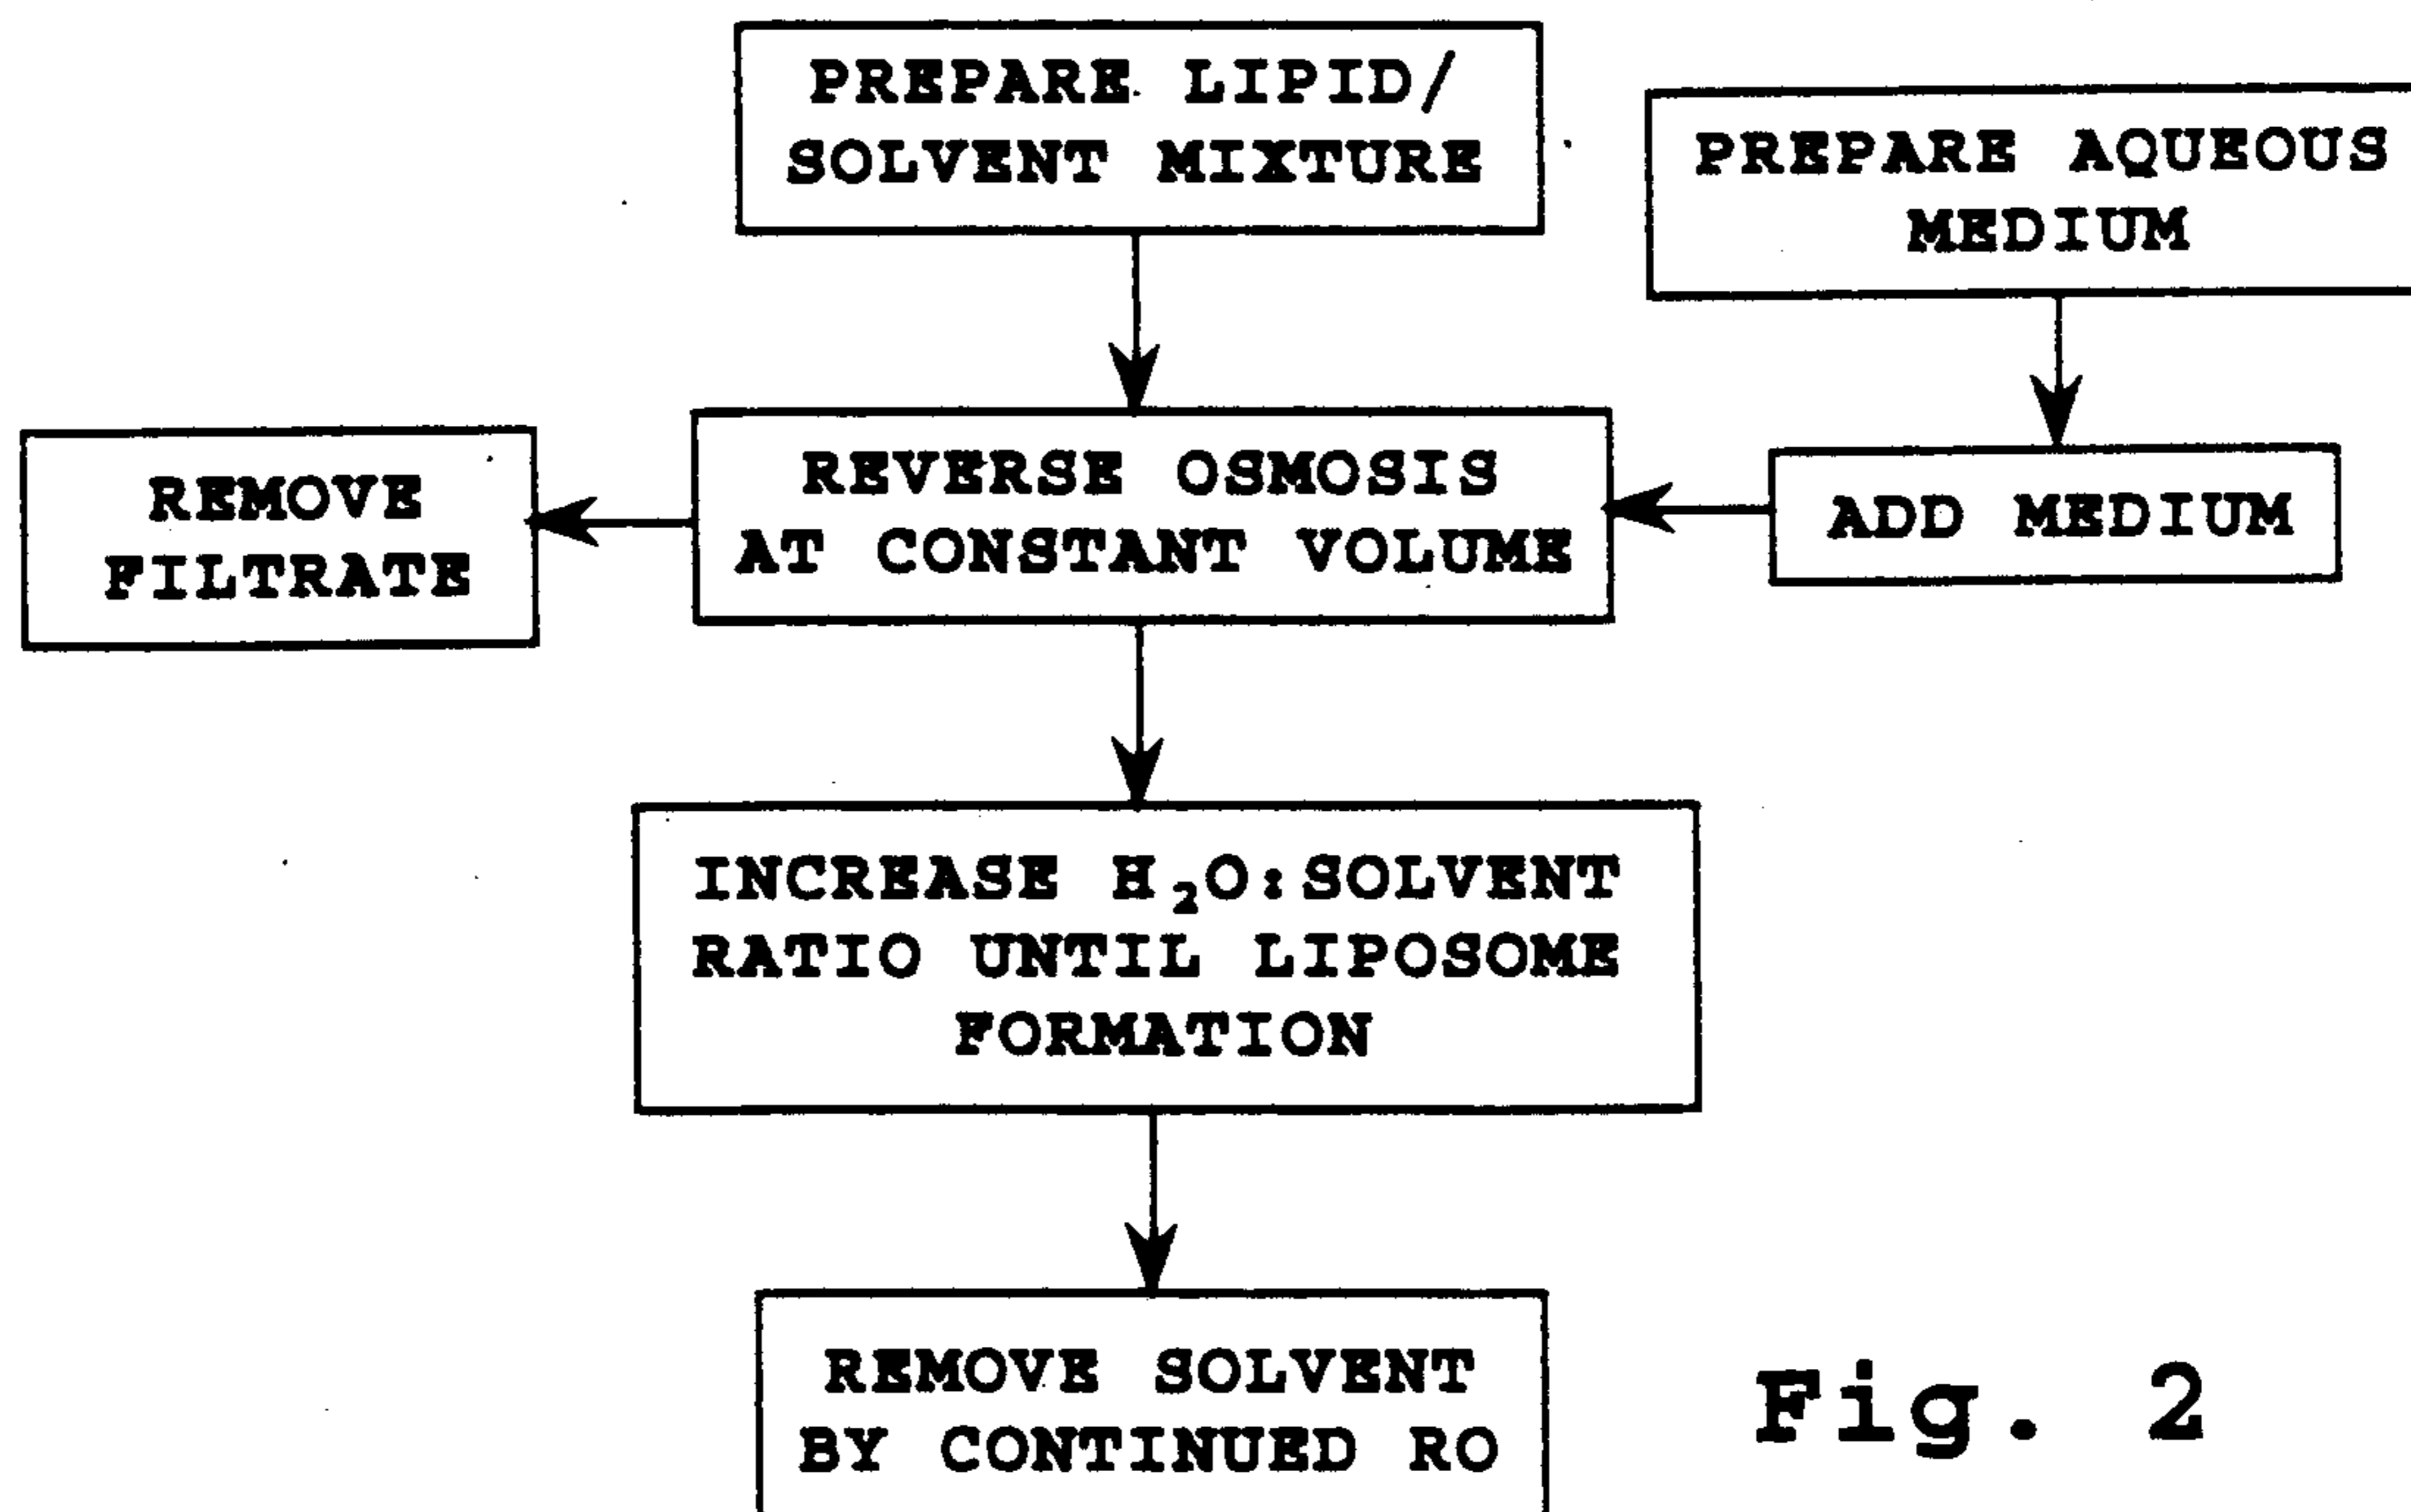 PREPARE LIPID/
SOLVENT MIXTURE
PREPARE AQUEOUS
MEDIUM
REMOVE
FILTRATE
REVERSE OSMOSIS
AT CONSTANT VOLUME
ADD MEDIUM
INCREASE H₂O:SOLVENT
RATIO UNTIL LIPOSOME
FORMATION
REMOVE SOLVENT
BY CONTINUED RO
Fig. 2